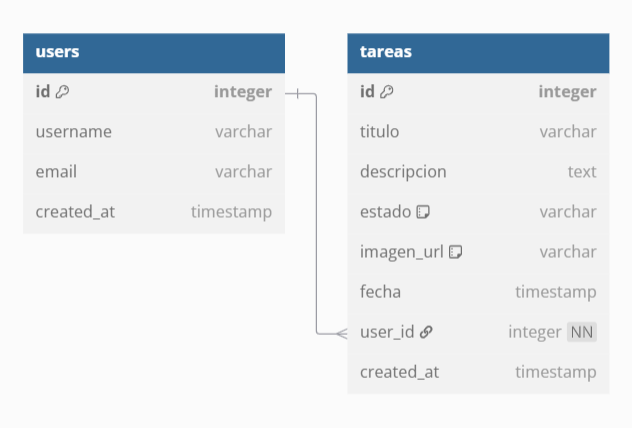 users
id integer
username varchar
email varchar
created_at timestamp
tareas
id integer
titulo varchar
descripcion text
estado varchar
imagen_url varchar
fecha timestamp
user_id integer NN
created_at timestamp